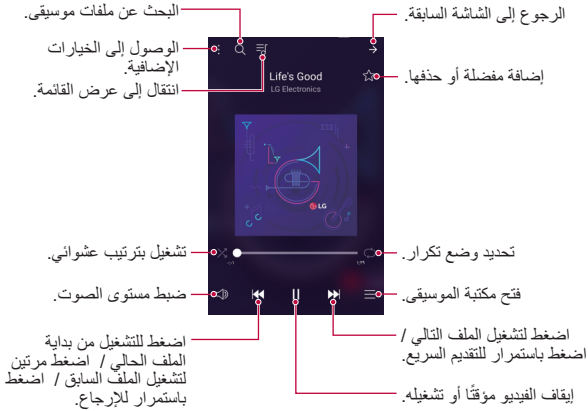 الرجوع إلى الشاشة السابقة.
البحث عن ملفات موسيقى.
الوصول إلى الخيارات
الإضافية.
انتقال إلى عرض القائمة.
إضافة مفضلة أو حذفها.
Life's Good
LG Electronics
LG
تحديد وضع تكرار.
تشغيل بترتيب عشوائي.
فتح مكتبة الموسيقى.
ضبط مستوى الصوت.
اضغط لتشغيل الملف التالي /
اضغط باستمرار للتقديم السريع.
اضغط للتشغيل من بداية
الملف الحالي / اضغط مرتين
لتشغيل الملف السابق / اضغط
باستمرار للإرجاع.
إيقاف الفيديو مؤقتًا أو تشغيله.